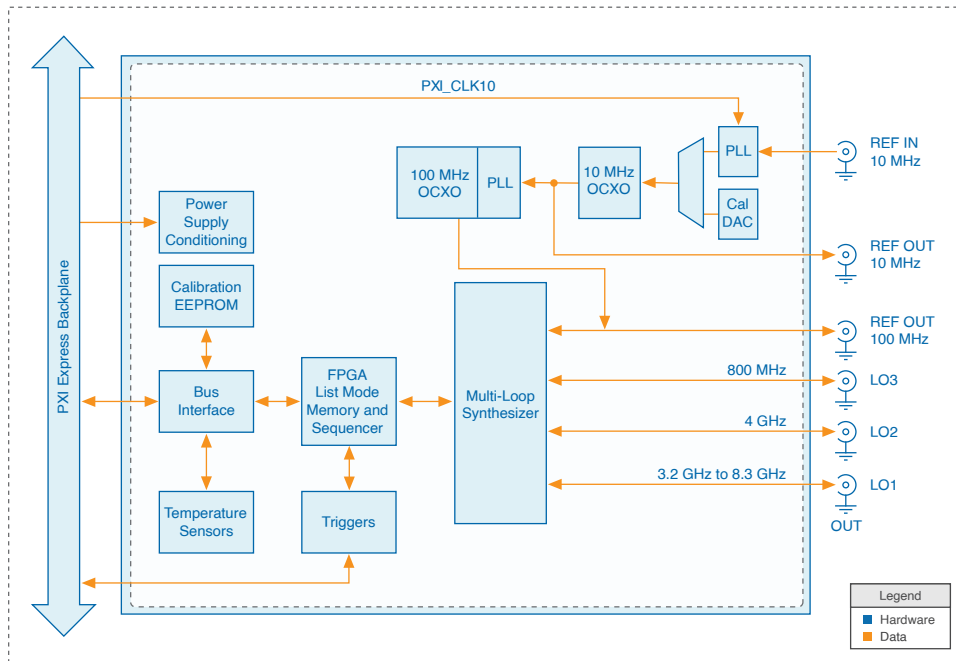 PXI Express Backplane
PXI_CLK10
REF IN
10 MHz
PLL
100 MHz
OCXO
PLL
10 MHz
OCXO
Cal
DAC
Power
Supply
Conditioning
REF OUT
10 MHz
Calibration
EEPROM
REF OUT
100 MHz
FPGA
List Mode
Memory and
Sequencer
Bus
Interface
Multi-Loop
Synthesizer
800 MHz
LO3
4 GHz
LO2
3.2 GHz to 8.3 GHz
LO1
OUT
Temperature
Sensors
Triggers
Legend
Hardware
Data